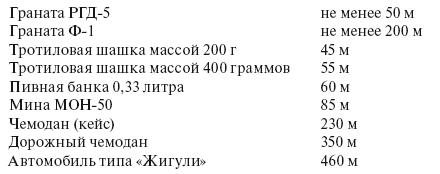 Граната РГД-5 не менее 50 м
Граната Ф-1 не менее 200 м
Тротиловая шашка массой 200 г 45 м
Тротиловая шашка массой 400 граммов 55 м
Пивная банка 0,33 литра 60 м
Мина МОН-50 85 м
Чемодан (кейс) 230 м
Дорожный чемодан 350 м
Автомобиль типа «Жигули» 460 м